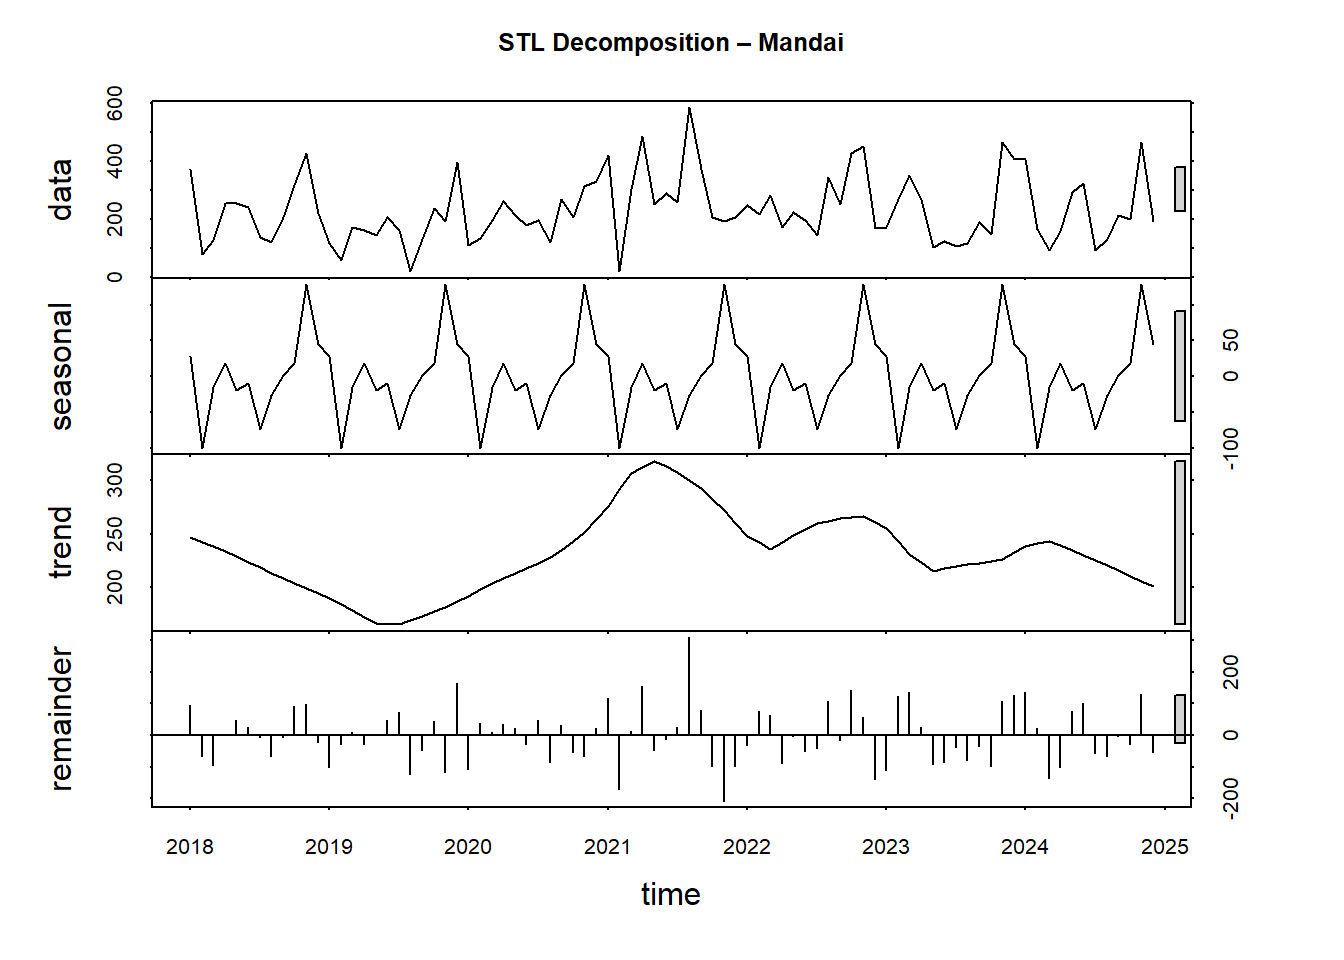 STL Decomposition – Mandai
data
0 200 400 600
seasonal
-100 0 50
trend
200 250 300
remainder
-200 0 200
2018 2019 2020 2021 2022 2023 2024 2025
time